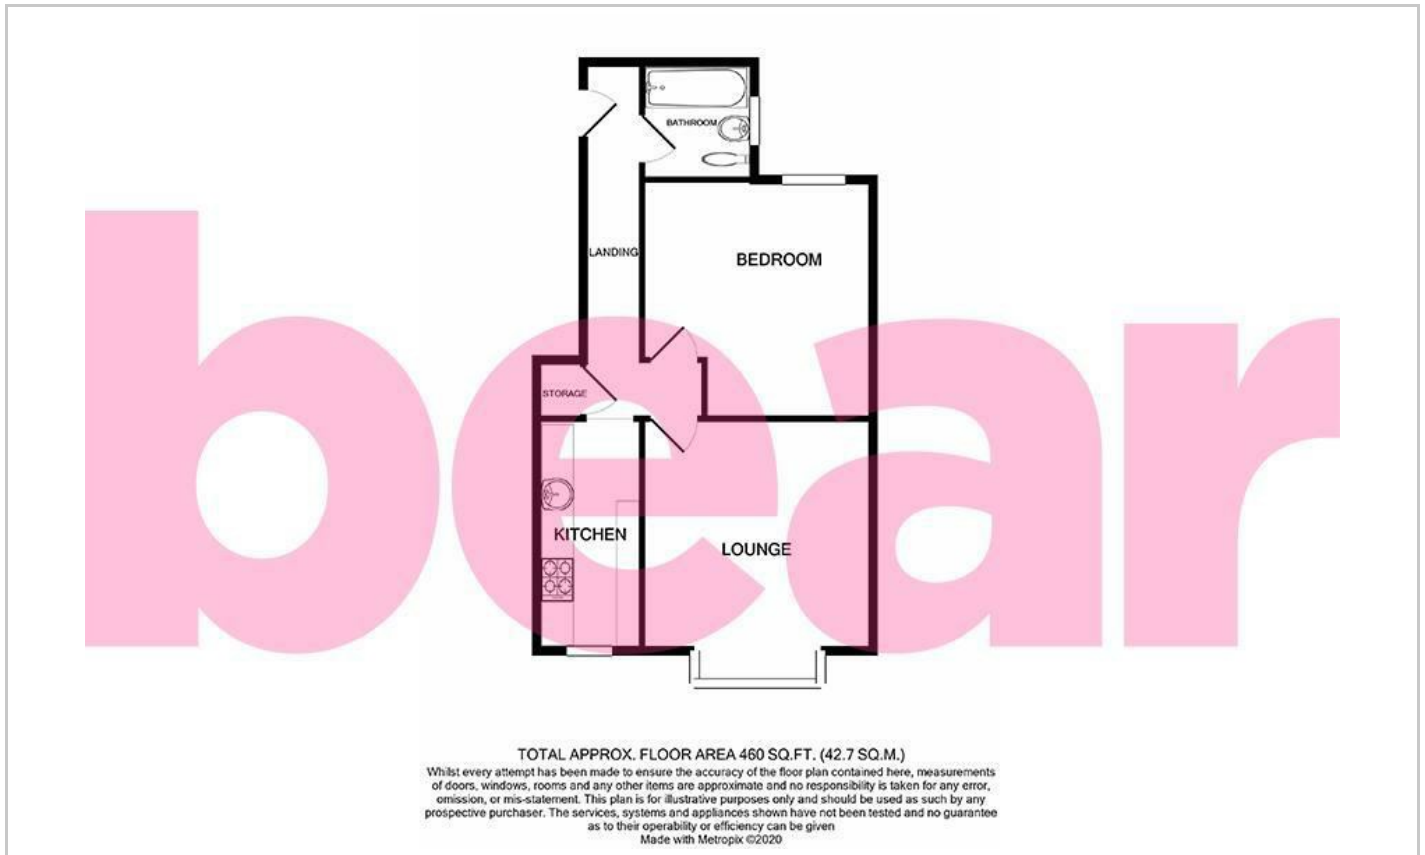 BATHROOM
LANDING
BEDROOM
STORAGE
KITCHEN
LOUNGE
bear
TOTAL APPROX. FLOOR AREA 460 SQ.FT. (42.7 SQ.M.)
Whilst every attempt has been made to ensure the accuracy of the floor plan contained here, measurements
of doors, windows, rooms and any other items are approximate and no responsibility is taken for any error,
omission, or mis-statement. This plan is for illustrative purposes only and should be used as such by any
prospective purchaser. The services, systems and appliances shown have not been tested and no guarantee
as to their operability or efficiency can be given
Made with Metropix ©2020